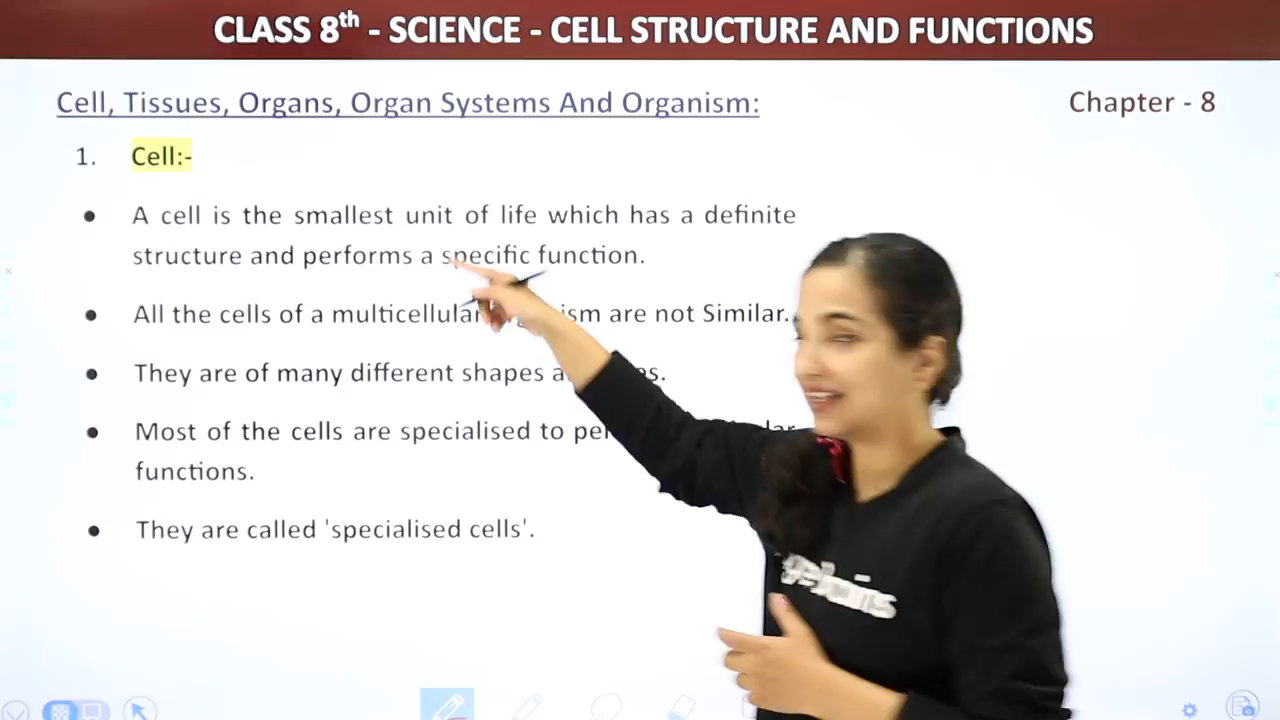 CLASS 8th - SCIENCE - CELL STRUCTURE AND FUNCTIONS
Cell, Tissues, Organs, Organ Systems And Organism:
Chapter - 8
1. Cell:-
● A cell is the smallest unit of life which has a definite
structure and performs a specific function.
● All the cells of a multicellular are not Similar.
● They are of many different shapes
● Most of the cells are specialised to
functions.
● They are called 'specialised cells'.